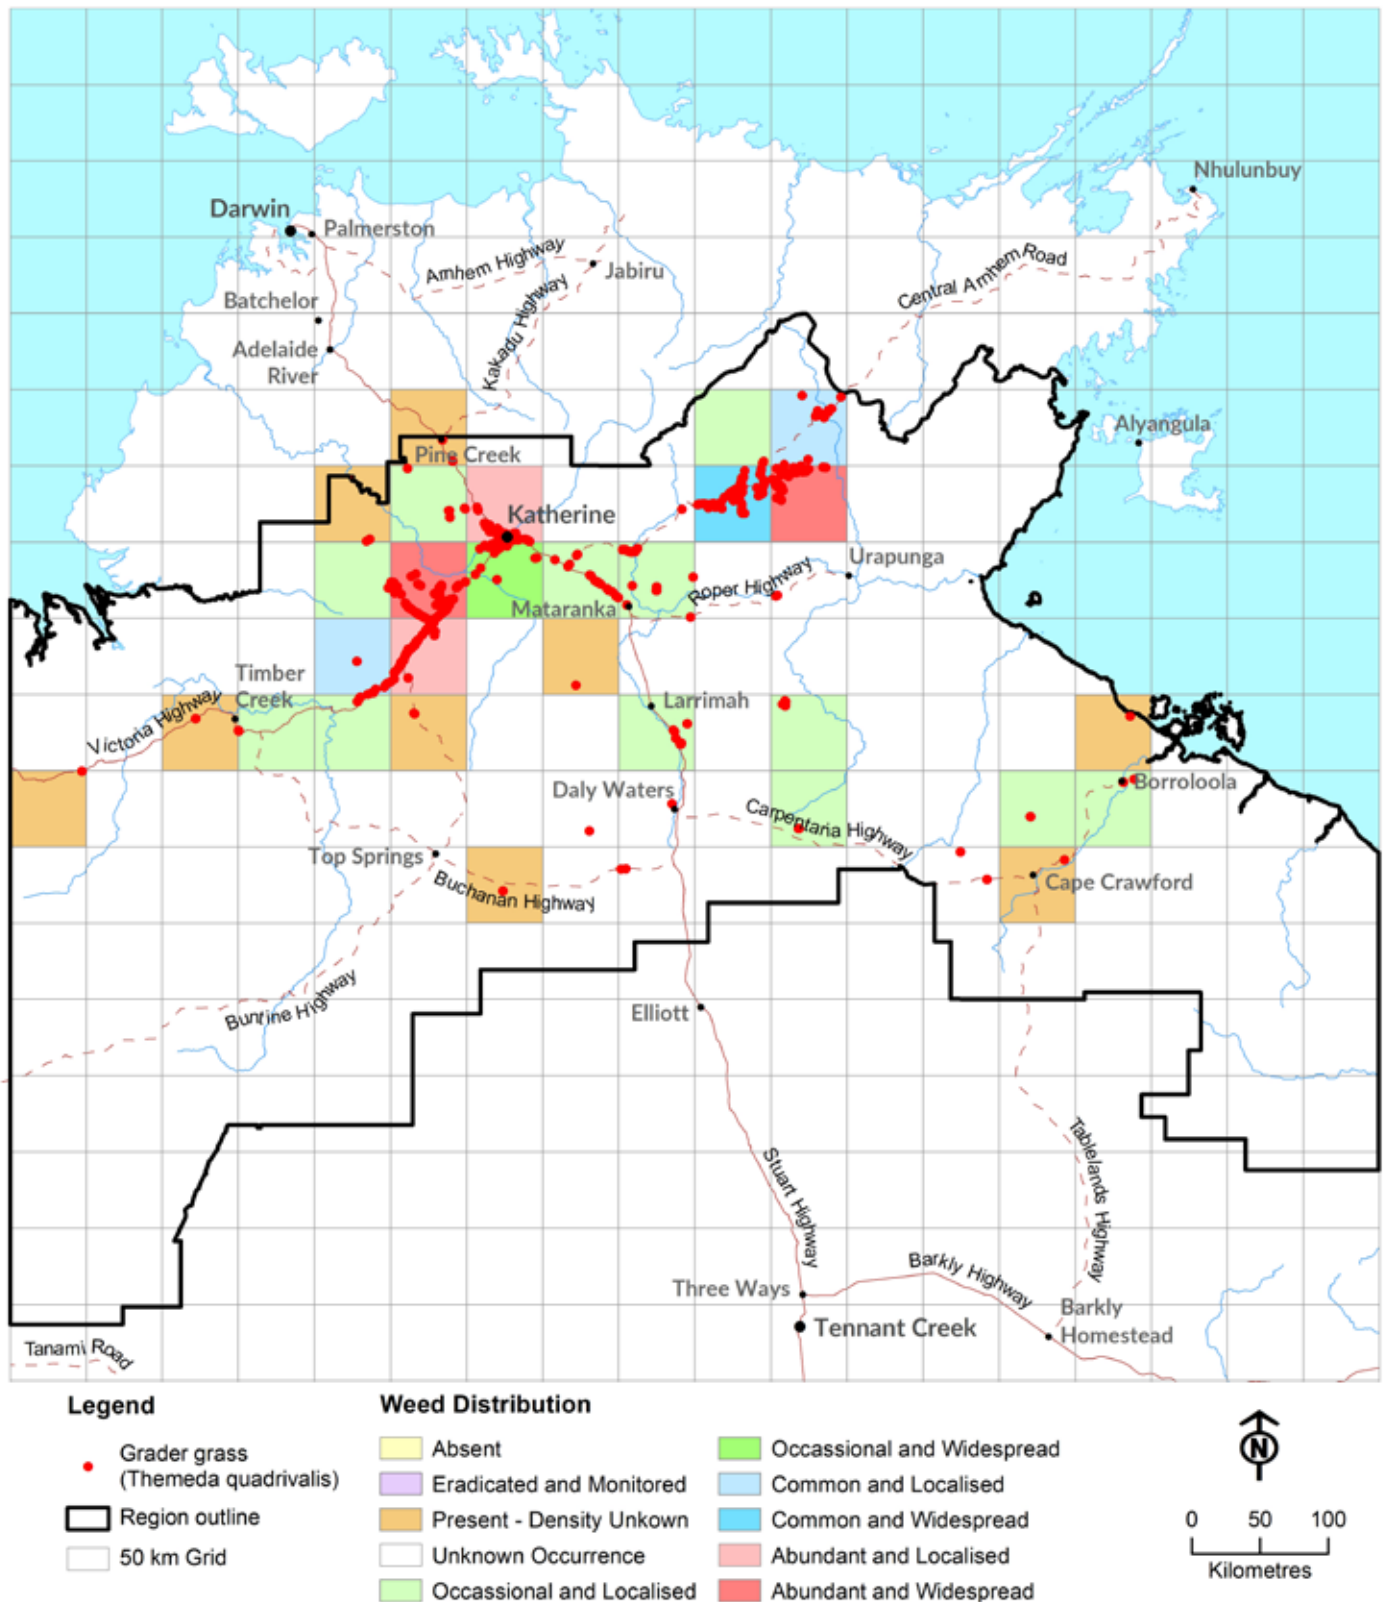 Nhulunbuy
Darwin
Palmerston
Arnhem Highway
Jabiru
Central Arnhem Road
Kakadu Highway
Batchelor
Adelaide
River
Alyangula
Pine Creek
Katherine
Urapunga
Roper Highway
Mataranka
Timber
Creek
Victoria Highway
Larrimah
Daly Waters
Borroloola
Carpentaria Highway
Top Springs
Buchanan Highway
Cape Crawford
Buntine Highway
Elliott
Stuart Highway
Tablelands Highway
Three Ways
Barkly Highway
Barkly
Homestead
Tennant Creek
Tanami Road
Legend
Grader grass
(Themeda quadrivalis)
Region outline
50 km Grid
Weed Distribution
Absent
Eradicated and Monitored
Present - Density Unkown
Unknown Occurrence
Occassional and Localised
Occassional and Widespread
Common and Localised
Common and Widespread
Abundant and Localised
Abundant and Widespread
N
0 50 100
Kilometres